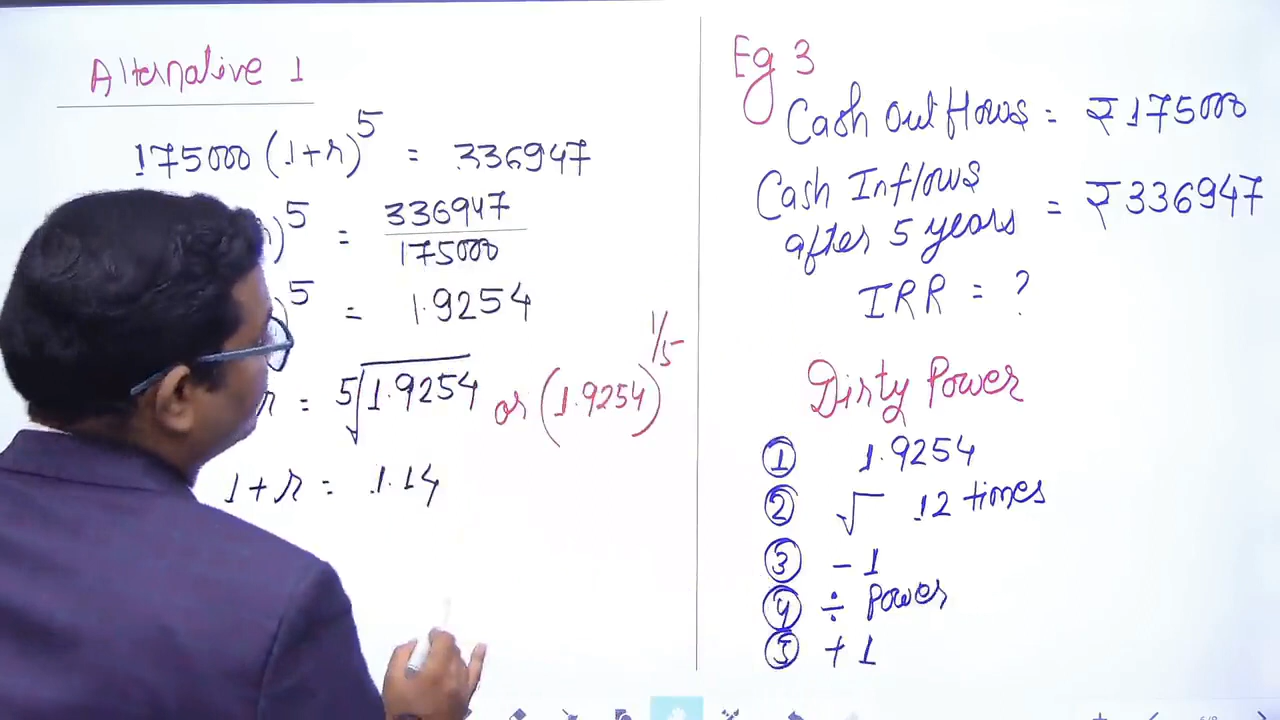 Alternative 1
175000 (1+r)^5 = 336947
)^5 = 336947
175000
)^5 = 1.9254
r = 5√1.9254 or (1.9254)^1/5
1+r = 1.14
Eg 3
Cash Outflows = ₹175000
Cash Inflows
after 5 years = ₹336947
IRR = ?
Dirty Power
① 1.9254
② √ 12 times
③ - 1
④ ÷ Power
⑤ + 1